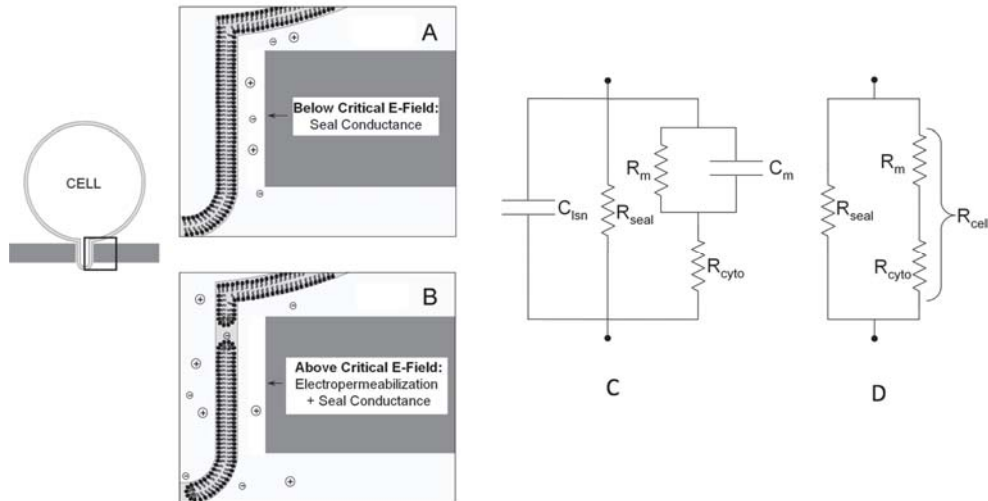 CELL
A
Below Critical E-Field:
Seal Conductance
B
Above Critical E-Field:
Electropermeabilization
+ Seal Conductance
C_lsn
R_seal
R_m
C_m
R_cyto
C
R_seal
R_m
R_cyto
R_cell
D